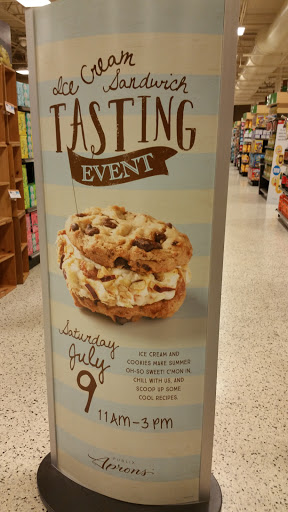 Ice Cream
Sandwich
TASTING
EVENT
Saturday
July
9
11AM-3PM
ICE CREAM AND
COOKIES MAKE SUMMER
OH-SO SWEET! C'MON IN,
CHILL WITH US, AND
SCOOP UP SOME
COOL RECIPES.
PUBLIX
Aprons